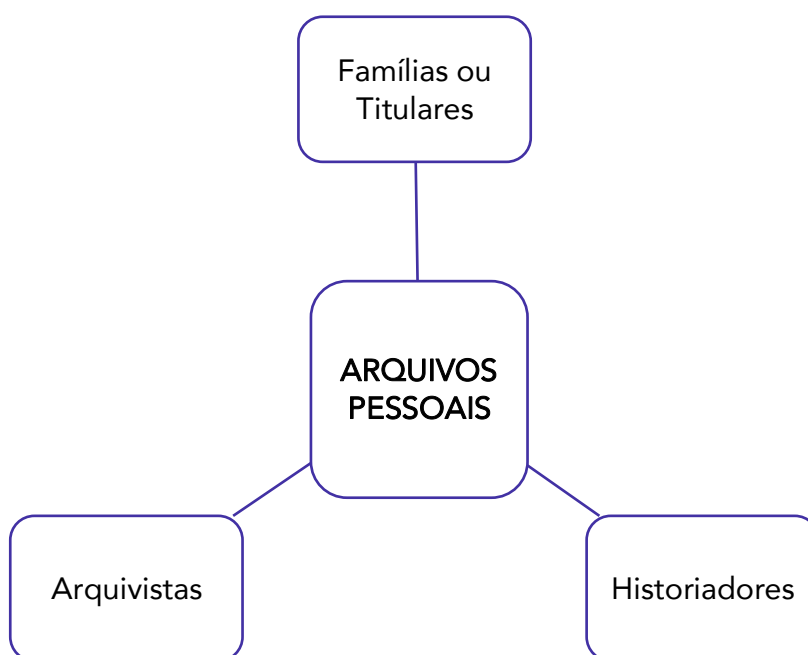 Famílias ou
Titulares
ARQUIVOS
PESSOAIS
Arquivistas
Historiadores